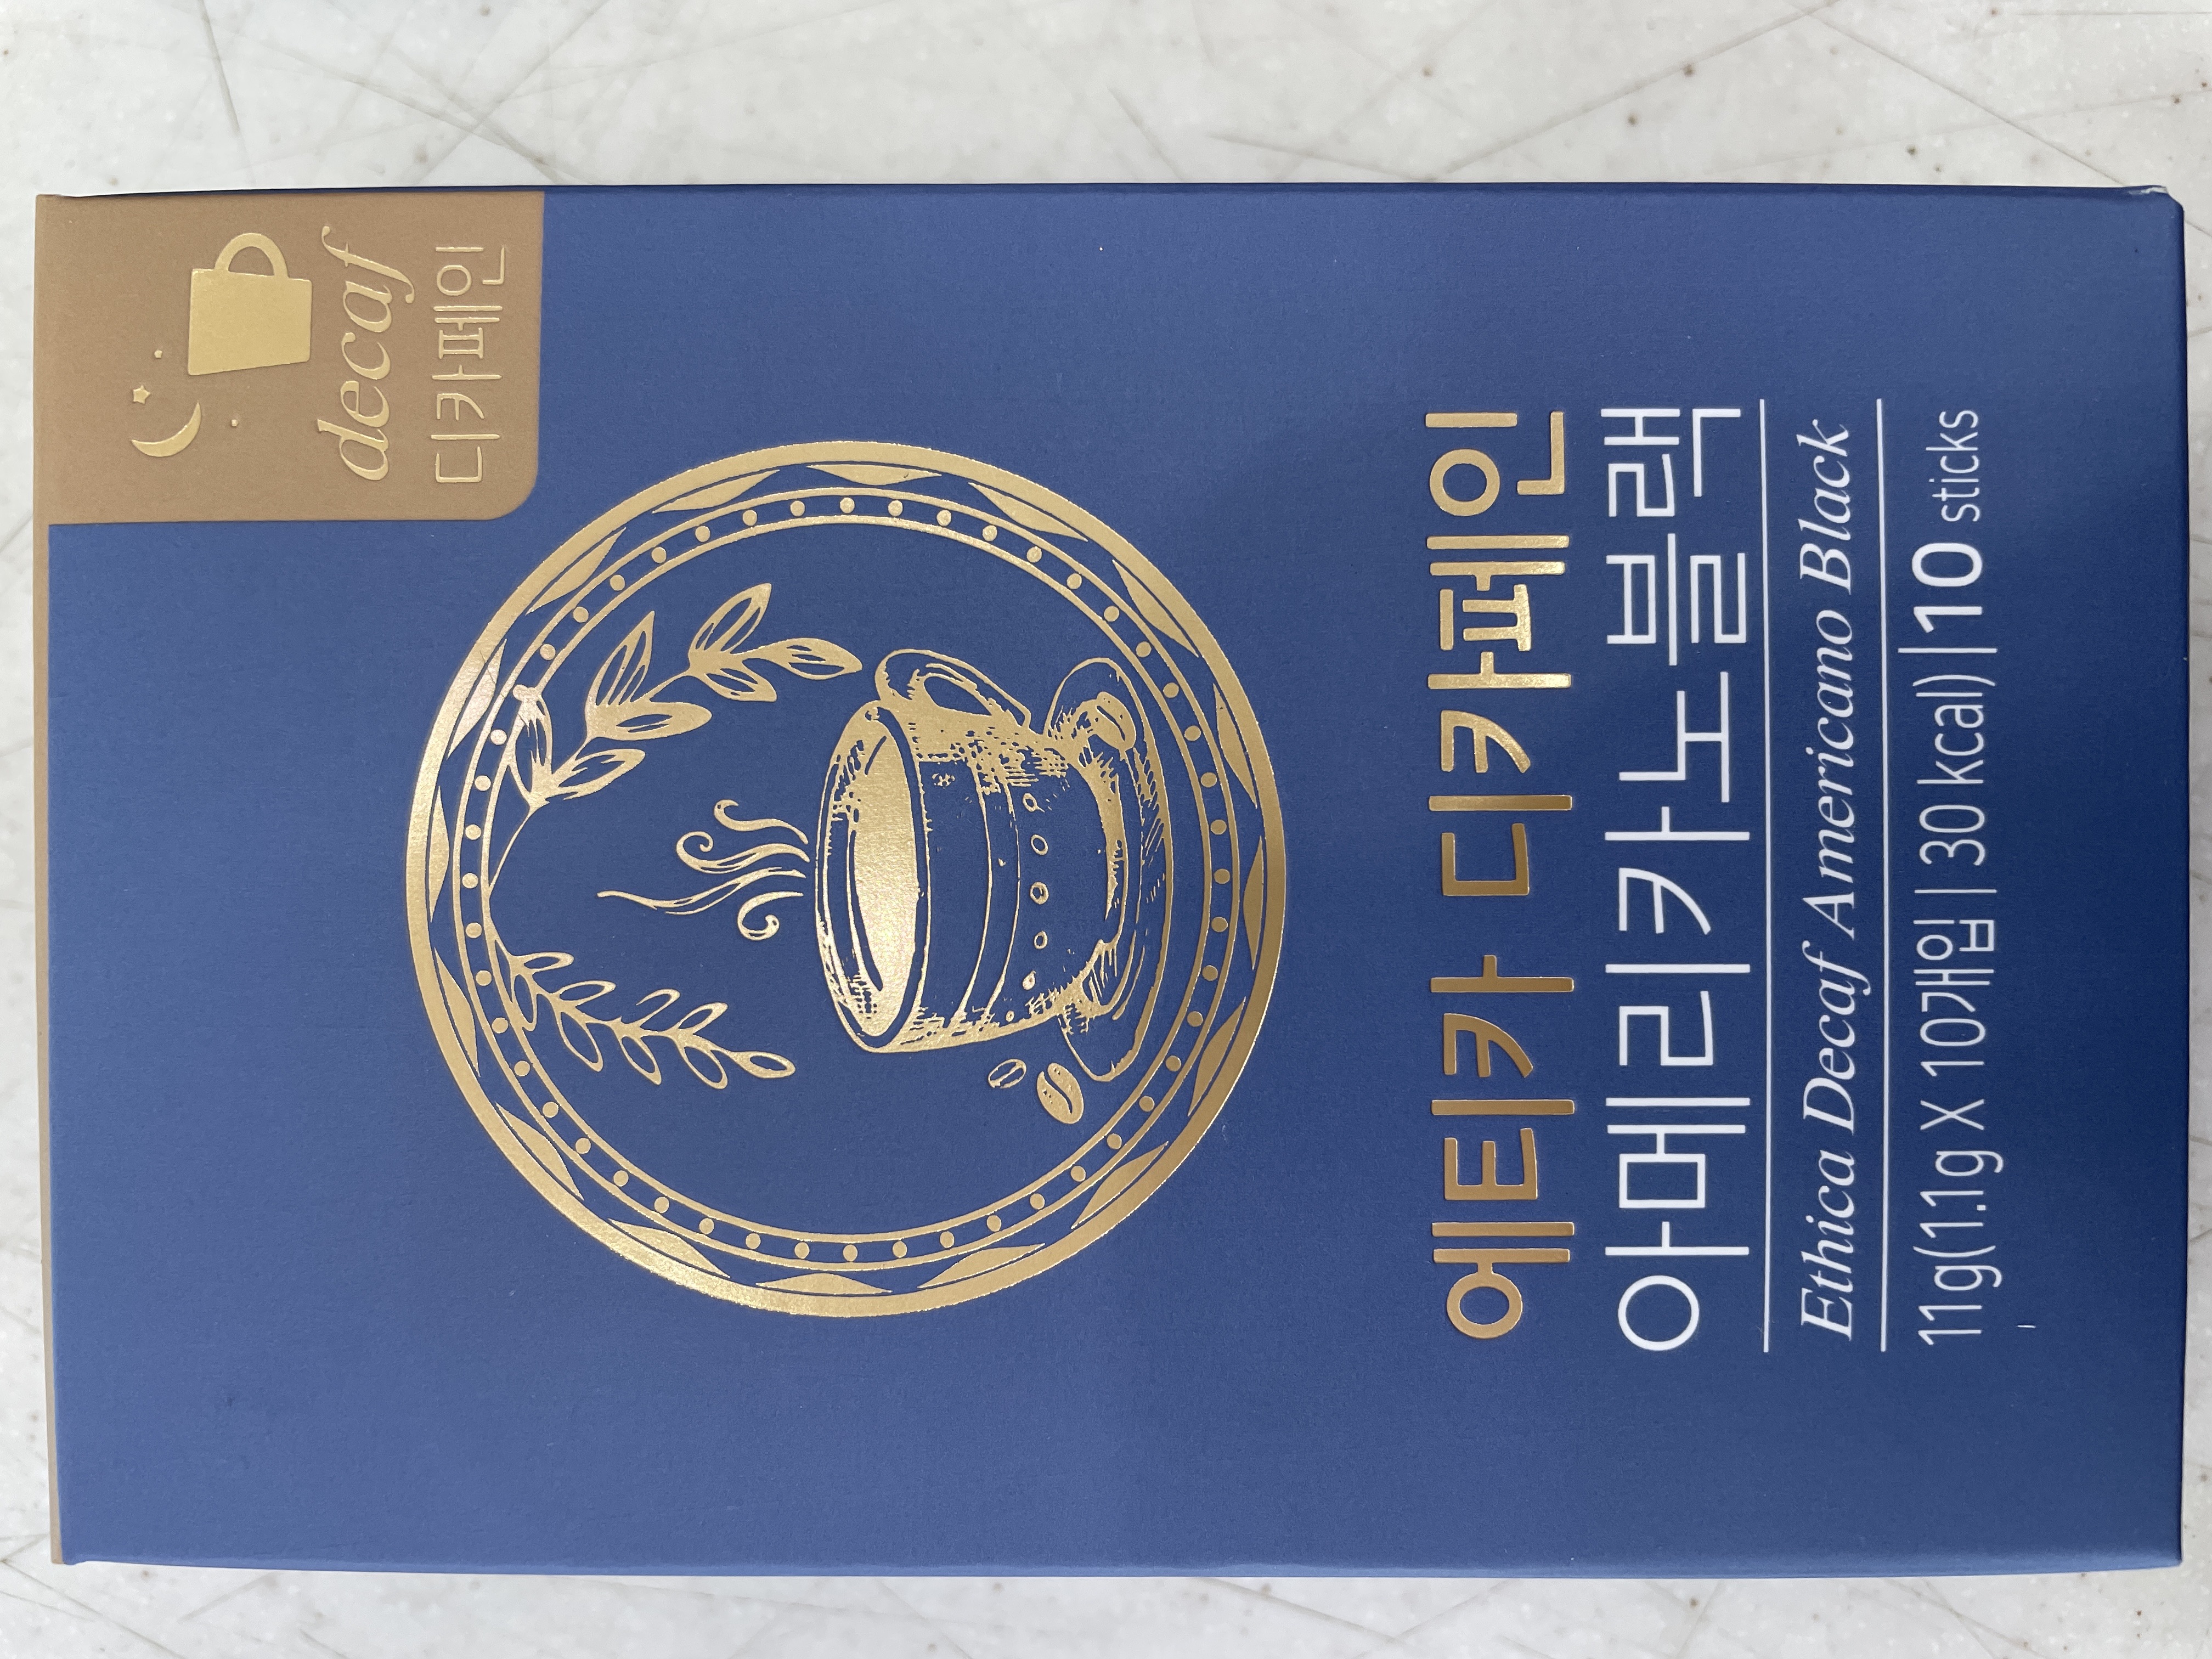 decaf
디카페인
에티카 디카페인
아메리카노 블랙
Ethica Decaf Americano Black
11g(1.1g X 10개입 | 30 kcal) | 10 sticks